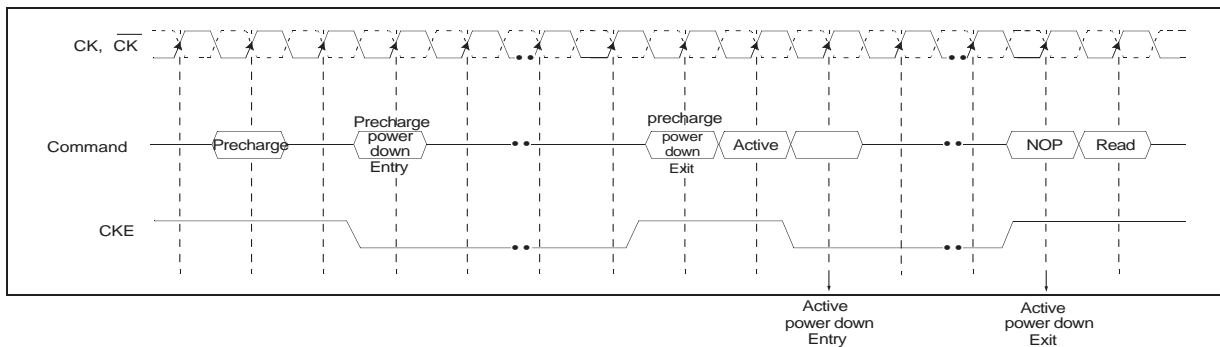 CK, CK
Command
Precharge
Precharge
power
down
Entry
precharge
power
down
Exit
Active
NOP
Read
CKE
Active
power down
Entry
Active
power down
Exit